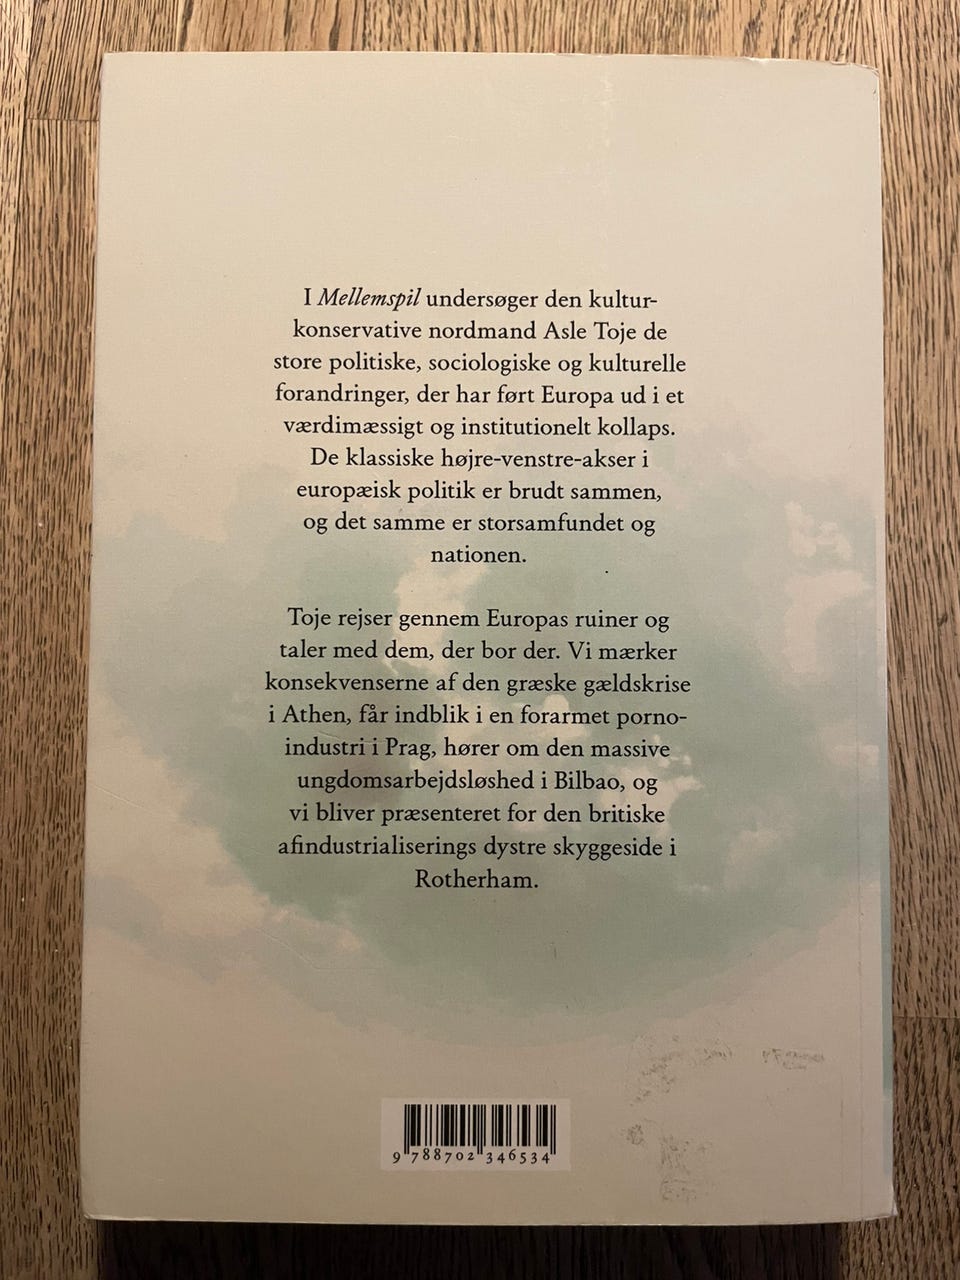 I Mellemspil undersøger den kultur-
konservative nordmand Asle Toje de
store politiske, sociologiske og kulturelle
forandringer, der har ført Europa ud i et
værdimæssigt og institutionelt kollaps.
De klassiske højre-venstre-akser i
europæisk politik er brudt sammen,
og det samme er storsamfundet og
nationen.
Toje rejser gennem Europas ruiner og
taler med dem, der bor der. Vi mærker
konsekvenserne af den græske gældskrise
i Athen, får indblik i en forarmet porno-
industri i Prag, hører om den massive
ungdomsarbejdsløshed i Bilbao, og
vi bliver præsenteret for den britiske
afindustrialiserings dystre skyggeside i
Rotherham.
9 788702 346534